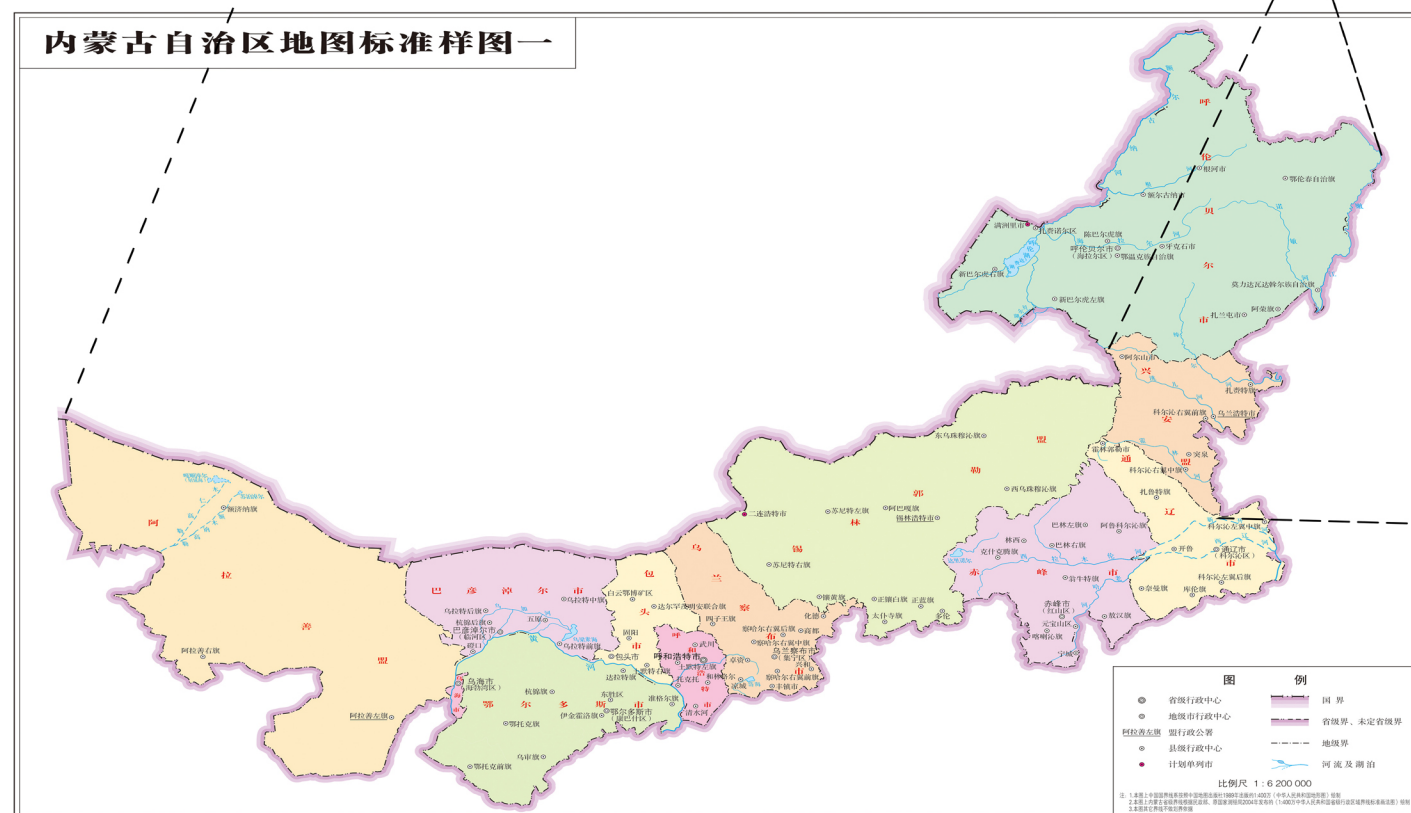 内蒙古自治区地图标准样图一
呼
伦
贝
尔
市
根河市
鄂伦春自治旗
额尔古纳市
满洲里市
扎赉诺尔区
陈巴尔虎旗
呼伦贝尔市
(海拉尔区)
牙克石市
鄂温克族自治旗
新巴尔虎右旗
新巴尔虎左旗
莫力达瓦达斡尔族自治旗
扎兰屯市
阿荣旗
兴
安
盟
阿尔山市
扎赉特旗
科尔沁右翼前旗
乌兰浩特市
突泉
科尔沁右翼中旗
通
辽
市
霍林郭勒市
扎鲁特旗
科尔沁左翼中旗
开鲁
通辽市
(科尔沁区)
科尔沁左翼后旗
奈曼旗
库伦旗
锡
林
郭
勒
盟
东乌珠穆沁旗
西乌珠穆沁旗
二连浩特市
苏尼特左旗
阿巴嘎旗
锡林浩特市
苏尼特右旗
镶黄旗
正镶白旗
正蓝旗
太仆寺旗
多伦
赤
峰
市
巴林左旗
阿鲁科尔沁旗
林西
巴林右旗
克什克腾旗
翁牛特旗
赤峰市
(红山区)
元宝山区
敖汉旗
喀喇沁旗
宁城
乌
兰
察
布
市
四子王旗
化德
商都
察哈尔右翼后旗
察哈尔右翼中旗
乌兰察布市
(集宁区)
卓资
兴和
察哈尔右翼前旗
凉城
丰镇市
包
头
市
白云鄂博矿区
达尔罕茂明安联合旗
固阳
包头市
土默特右旗
呼
和
浩
特
市
武川
呼和浩特市
土默特左旗
托克托
和林格尔
清水河
巴彦淖尔市
乌拉特中旗
乌拉特后旗
杭锦后旗
五原
巴彦淖尔市
(临河区)
磴口
乌拉特前旗
鄂尔多斯市
达拉特旗
杭锦旗
东胜区
准格尔旗
伊金霍洛旗
鄂尔多斯市
(康巴什区)
鄂托克旗
乌审旗
鄂托克前旗
乌海市
(海勃湾区)
阿
拉
善
盟
额济纳旗
阿拉善右旗
阿拉善左旗
图 例
省级行政中心
国 界
地级市行政中心
省级界、未定省级界
阿拉善左旗 盟行政公署
地级界
县级行政中心
河流及湖泊
计划单列市
比例尺 1:6 200 000